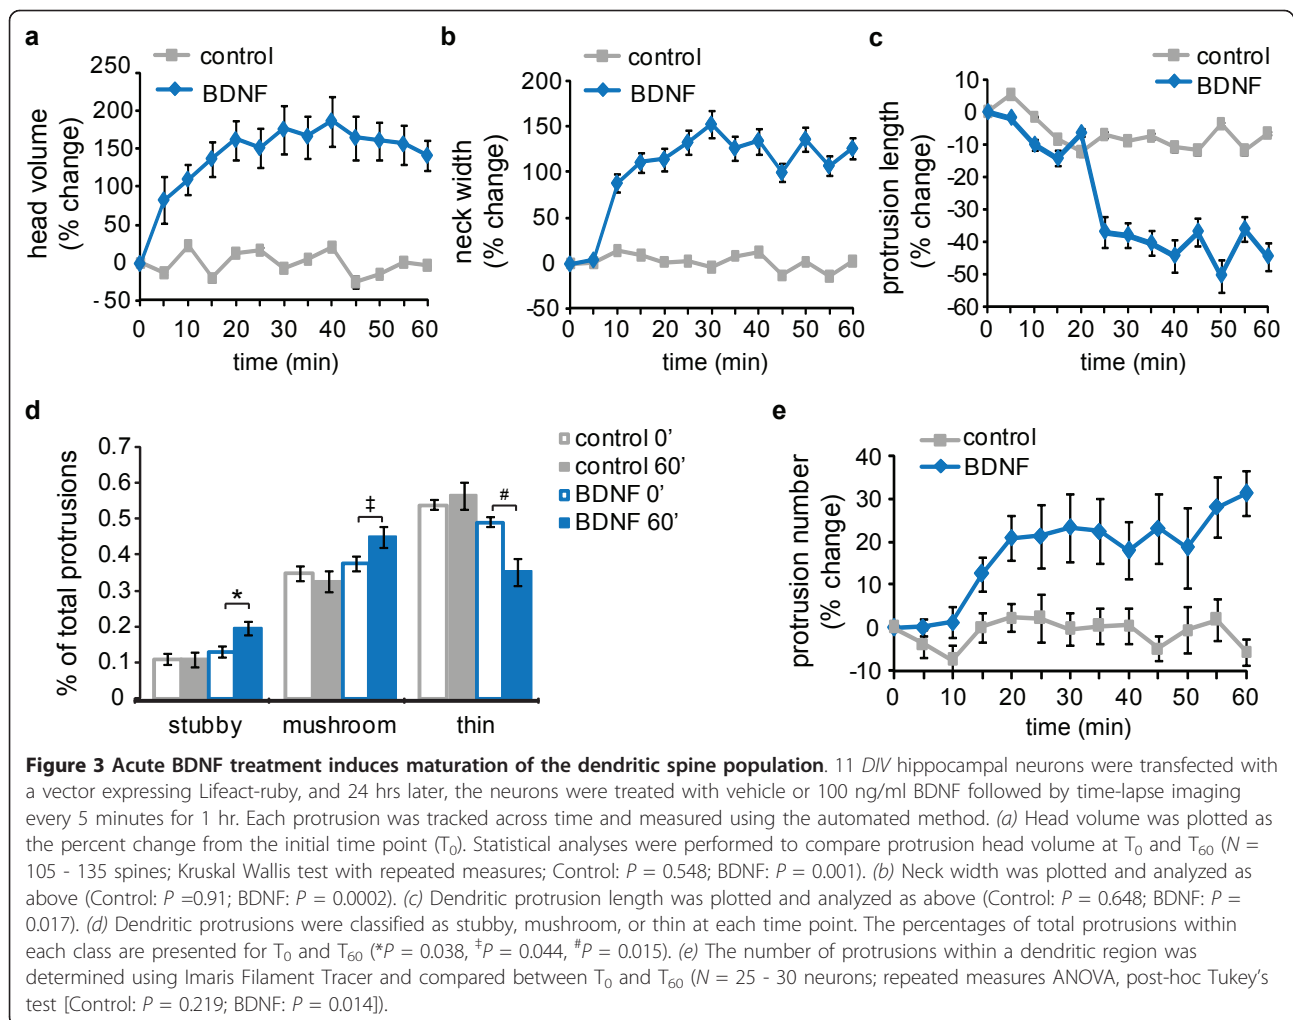 a
control
BDNF
head volume
(% change)
250
200
150
100
50
0
-50
0 10 20 30 40 50 60
time (min)
b
control
BDNF
neck width
(% change)
200
150
100
50
0
-50
0 10 20 30 40 50 60
time (min)
c
control
BDNF
protrusion length
(% change)
10
0
-10
-20
-30
-40
-50
-60
0 10 20 30 40 50 60
time (min)
d
% of total protrusions
0.7
0.6
0.5
0.4
0.3
0.2
0.1
0
* ‡ #
stubby mushroom thin
control 0’
control 60’
BDNF 0’
BDNF 60’
e
control
BDNF
protrusion number
(% change)
40
30
20
10
0
-10
0 10 20 30 40 50 60
time (min)
Figure 3 Acute BDNF treatment induces maturation of the dendritic spine population. 11 DIV hippocampal neurons were transfected with
a vector expressing Lifeact-ruby, and 24 hrs later, the neurons were treated with vehicle or 100 ng/ml BDNF followed by time-lapse imaging
every 5 minutes for 1 hr. Each protrusion was tracked across time and measured using the automated method. (a) Head volume was plotted as
the percent change from the initial time point (T₀). Statistical analyses were performed to compare protrusion head volume at T₀ and T₆₀ (N =
105 - 135 spines; Kruskal Wallis test with repeated measures; Control: P = 0.548; BDNF: P = 0.001). (b) Neck width was plotted and analyzed as
above (Control: P =0.91; BDNF: P = 0.0002). (c) Dendritic protrusion length was plotted and analyzed as above (Control: P = 0.648; BDNF: P =
0.017). (d) Dendritic protrusions were classified as stubby, mushroom, or thin at each time point. The percentages of total protrusions within
each class are presented for T₀ and T₆₀ (*P = 0.038, ‡P = 0.044, #P = 0.015). (e) The number of protrusions within a dendritic region was
determined using Imaris Filament Tracer and compared between T₀ and T₆₀ (N = 25 - 30 neurons; repeated measures ANOVA, post-hoc Tukey’s
test [Control: P = 0.219; BDNF: P = 0.014]).